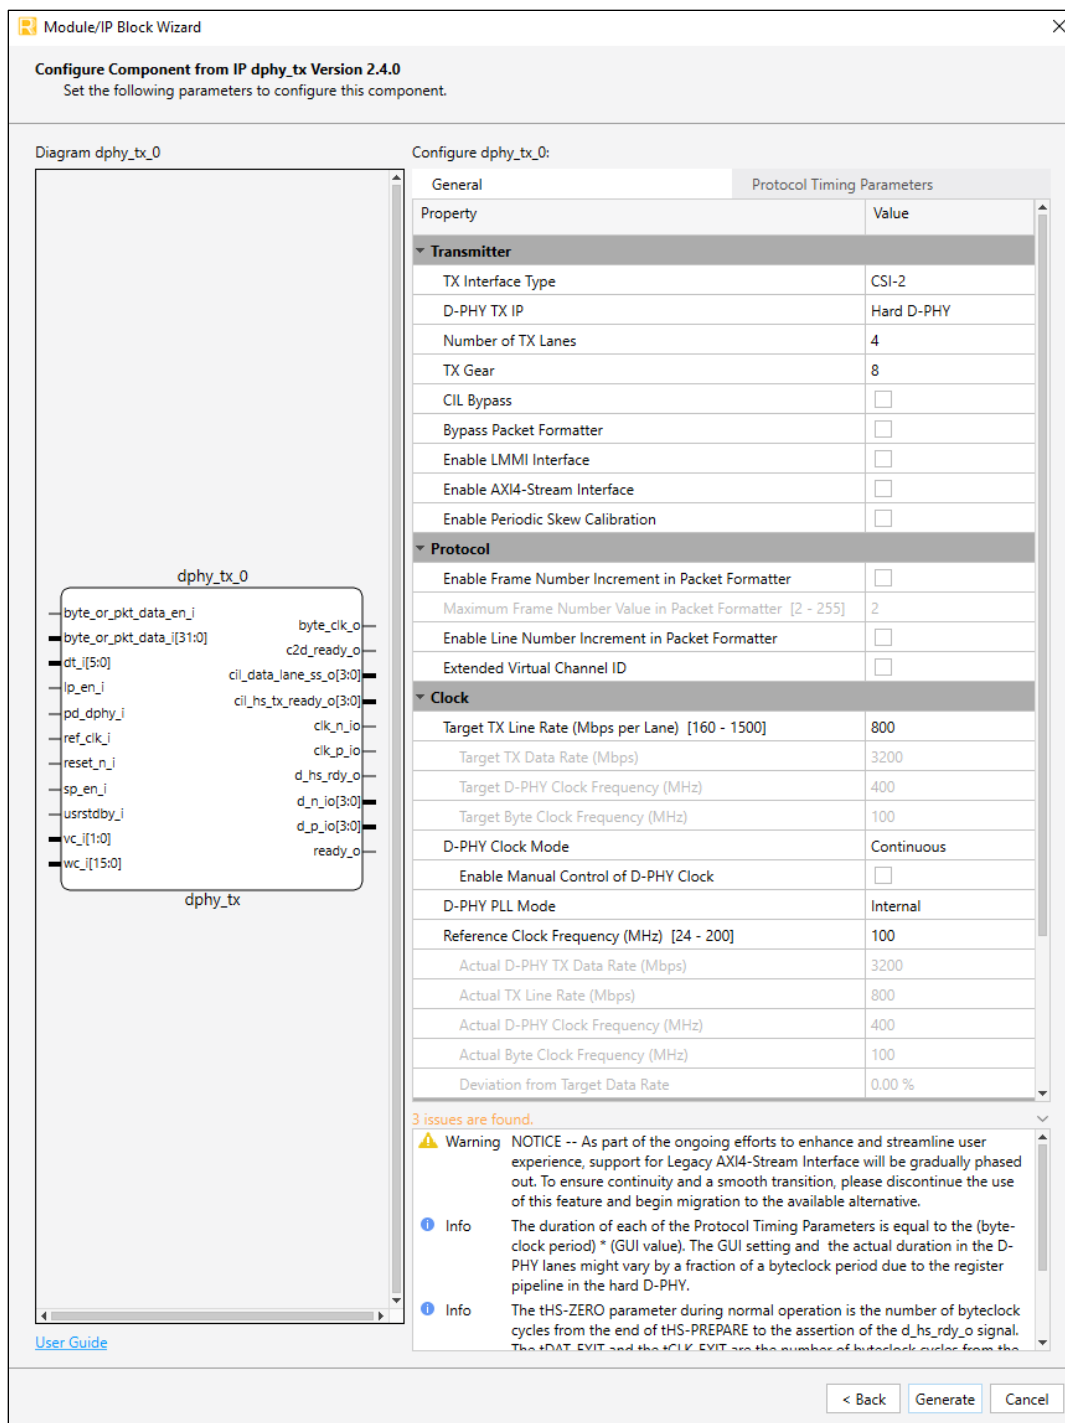 Module/IP Block Wizard
Configure Component from IP dphy_tx Version 2.4.0
Set the following parameters to configure this component.
Diagram dphy_tx_0
dphy_tx_0
byte_or_pkt_data_en_i
byte_or_pkt_data_i[31:0]
dt_i[5:0]
lp_en_i
pd_dphy_i
ref_clk_i
reset_n_i
sp_en_i
usrstdby_i
vc_i[1:0]
wc_i[15:0]
byte_clk_o
c2d_ready_o
cil_data_lane_ss_o[3:0]
cil_hs_tx_ready_o[3:0]
clk_n_io
clk_p_io
d_hs_rdy_o
d_n_io[3:0]
d_p_io[3:0]
ready_o
dphy_tx
User Guide
Configure dphy_tx_0:
General Protocol Timing Parameters
Property Value
Transmitter
TX Interface Type CSI-2
D-PHY TX IP Hard D-PHY
Number of TX Lanes 4
TX Gear 8
CIL Bypass
Bypass Packet Formatter
Enable LMMI Interface
Enable AXI4-Stream Interface
Enable Periodic Skew Calibration
Protocol
Enable Frame Number Increment in Packet Formatter
Maximum Frame Number Value in Packet Formatter [2 - 255] 2
Enable Line Number Increment in Packet Formatter
Extended Virtual Channel ID
Clock
Target TX Line Rate (Mbps per Lane) [160 - 1500] 800
Target TX Data Rate (Mbps) 3200
Target D-PHY Clock Frequency (MHz) 400
Target Byte Clock Frequency (MHz) 100
D-PHY Clock Mode Continuous
Enable Manual Control of D-PHY Clock
D-PHY PLL Mode Internal
Reference Clock Frequency (MHz) [24 - 200] 100
Actual D-PHY TX Data Rate (Mbps) 3200
Actual TX Line Rate (Mbps) 800
Actual D-PHY Clock Frequency (MHz) 400
Actual Byte Clock Frequency (MHz) 100
Deviation from Target Data Rate 0.00 %
3 issues are found.
Warning NOTICE -- As part of the ongoing efforts to enhance and streamline user
experience, support for Legacy AXI4-Stream Interface will be gradually phased
out. To ensure continuity and a smooth transition, please discontinue the use
of this feature and begin migration to the available alternative.
Info The duration of each of the Protocol Timing Parameters is equal to the (byte-
clock period) * (GUI value). The GUI setting and the actual duration in the D-
PHY lanes might vary by a fraction of a byteclock period due to the register
pipeline in the hard D-PHY.
Info The tHS-ZERO parameter during normal operation is the number of byteclock
cycles from the end of tHS-PREPARE to the assertion of the d_hs_rdy_o signal.
The tDAT-EXIT and the tCLK-EXIT are the number of byteclock cycles from the
< Back Generate Cancel